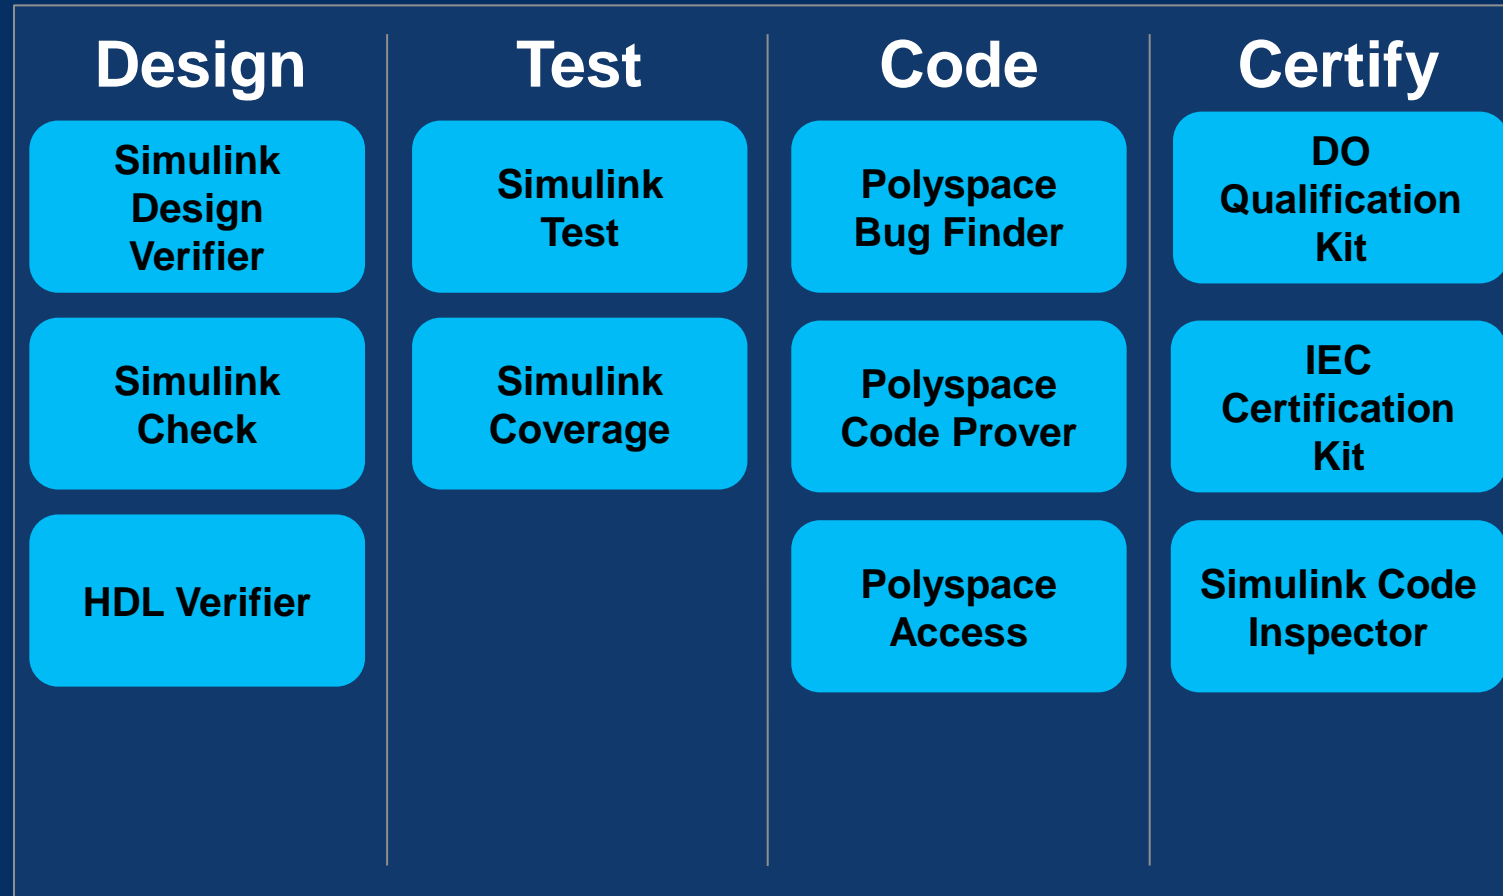 Design
Simulink
Design
Verifier
Simulink
Check
HDL Verifier
Test
Simulink
Test
Simulink
Coverage
Code
Polyspace
Bug Finder
Polyspace
Code Prover
Polyspace
Access
Certify
DO
Qualification
Kit
IEC
Certification
Kit
Simulink Code
Inspector